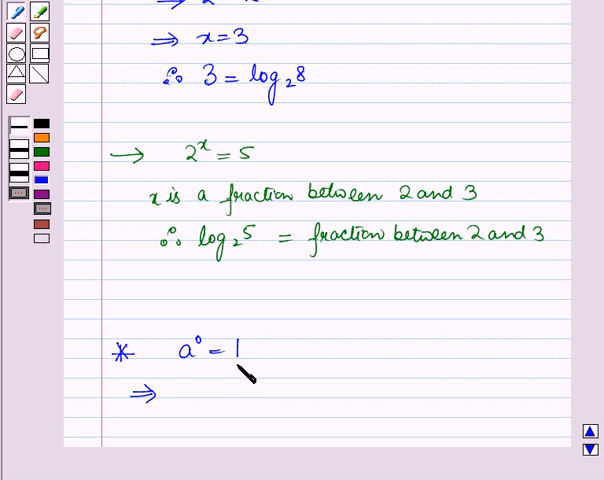 ⇒ x = 3
∴ 3 = log₂8
→ 2ˣ = 5
x is a fraction between 2 and 3
∴ log₂5 = fraction between 2 and 3
* a⁰ = 1
⇒